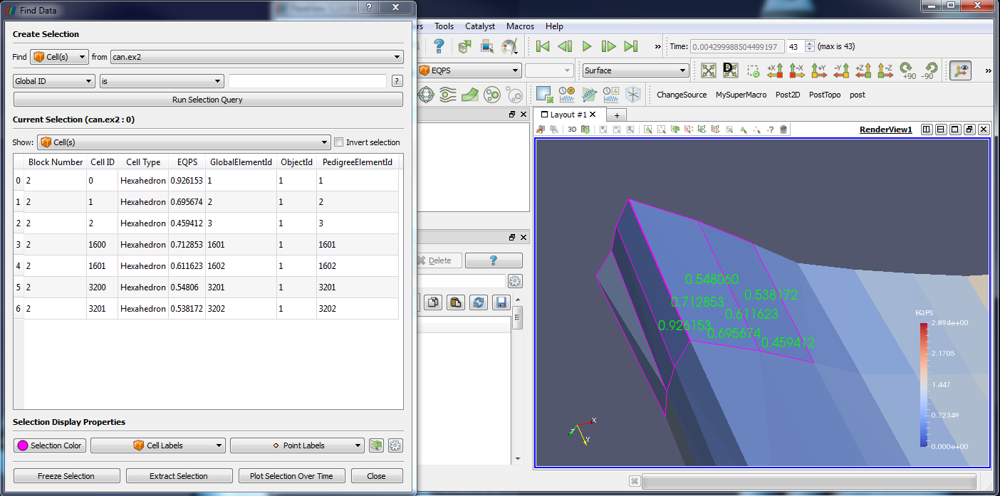 Find Data
?
X
Create Selection
Find Cell(s) from can.ex2
Global ID is ?
Run Selection Query
Current Selection (can.ex2 : 0)
Show: Cell(s) Invert selection
Block Number Cell ID Cell Type EQPS GlobalElementId ObjectId PedigreeElementId
0 2 0 Hexahedron 0.926153 1 1 1
1 2 1 Hexahedron 0.695674 2 1 2
2 2 2 Hexahedron 0.459412 3 1 3
3 2 1600 Hexahedron 0.712853 1601 1 1601
4 2 1601 Hexahedron 0.611623 1602 1 1602
5 2 3200 Hexahedron 0.54806 3201 1 3201
6 2 3201 Hexahedron 0.538172 3202 1 3202
Selection Display Properties
Selection Color Cell Labels Point Labels
Freeze Selection Extract Selection Plot Selection Over Time Close
rs Tools Catalyst Macros Help
? » Time: 0.004299988504499197 43 (max is 43)
EQPS Surface +X -X +Y -Y +Z -Z +90 -90 »
ChangeSource MySuperMacro Post2D PostTopo post
Layout #1 X +
3D RenderView1
Delete ?
0.548060
0.538172
0.712853
0.611623
0.926153
0.695674
0.459412
EQPS
2.894e+00
2.1705
1.447
0.72349
0.000e+00
X
Y
Z